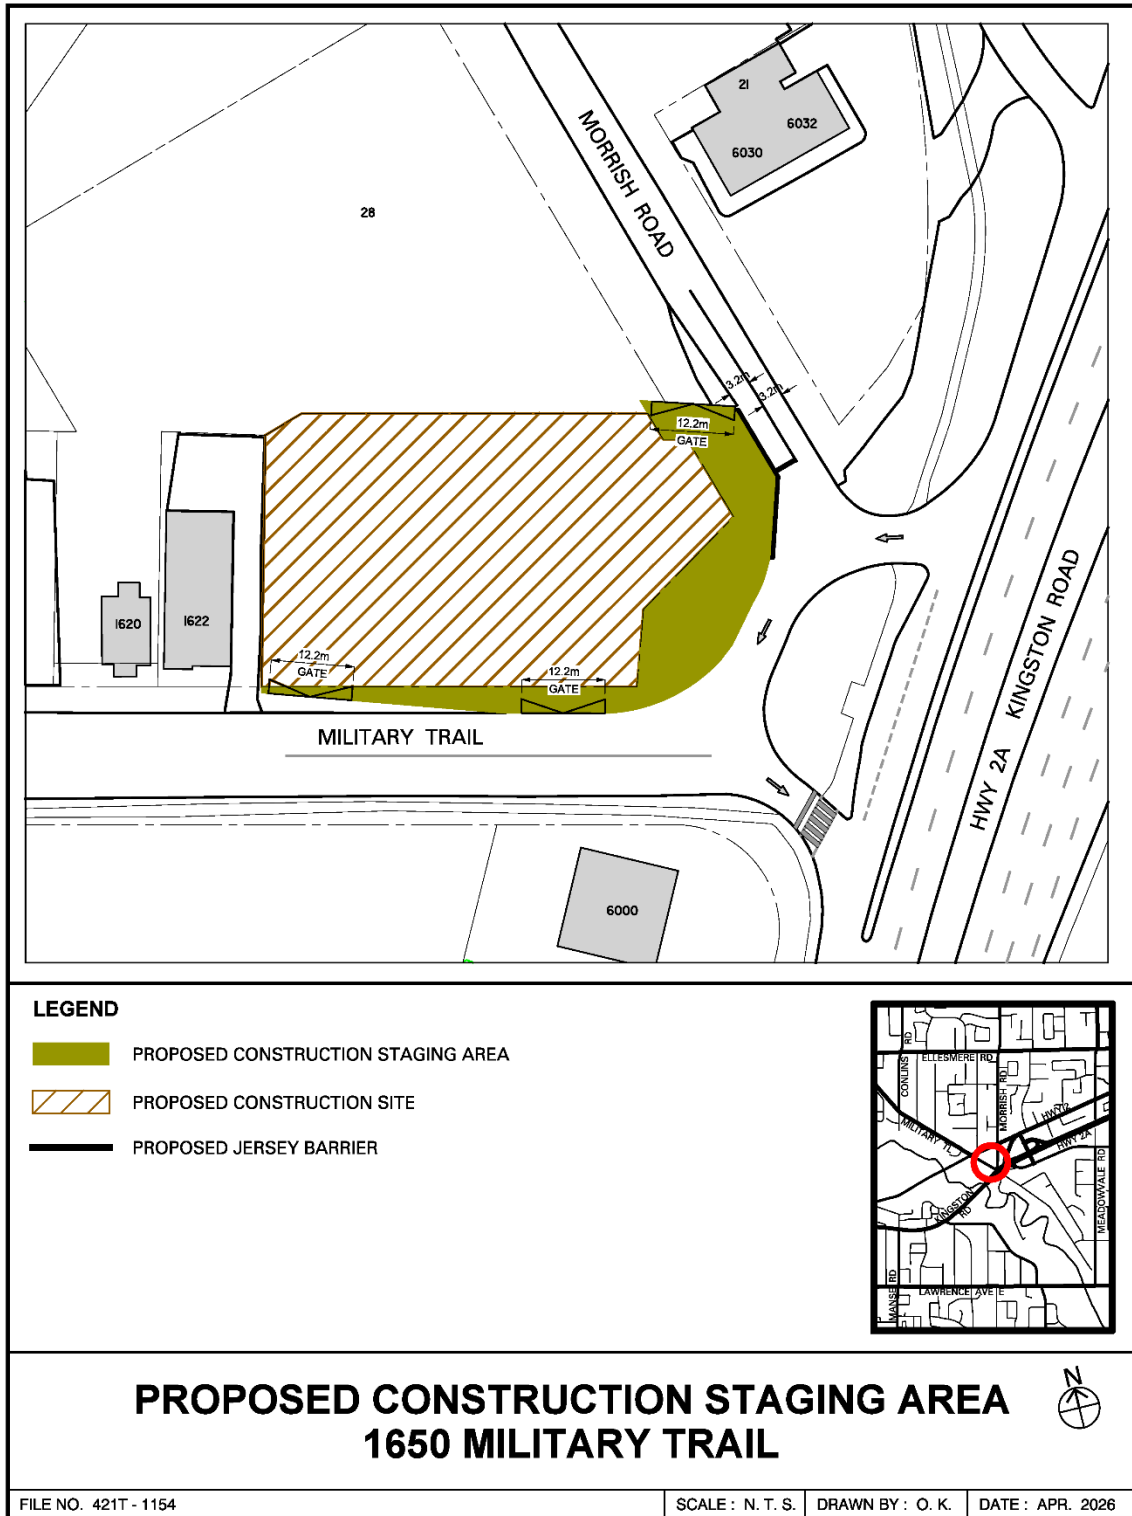 21
6032
6030
MORRISH ROAD
28
3.2m
3.2m
12.2m
GATE
1620
1622
12.2m
GATE
12.2m
GATE
MILITARY TRAIL
HWY 2A KINGSTON ROAD
6000
LEGEND
PROPOSED CONSTRUCTION STAGING AREA
PROPOSED CONSTRUCTION SITE
PROPOSED JERSEY BARRIER
CONLINS RD
ELLESMERE RD
MORRISH RD
MILITARY TL
HWY 2
HWY 2A
KINGSTON RD
MEADOWVALE RD
MANSE RD
LAWRENCE AVE E
PROPOSED CONSTRUCTION STAGING AREA
1650 MILITARY TRAIL
N
FILE NO. 421T - 1154
SCALE : N. T. S.
DRAWN BY : O. K.
DATE : APR. 2026